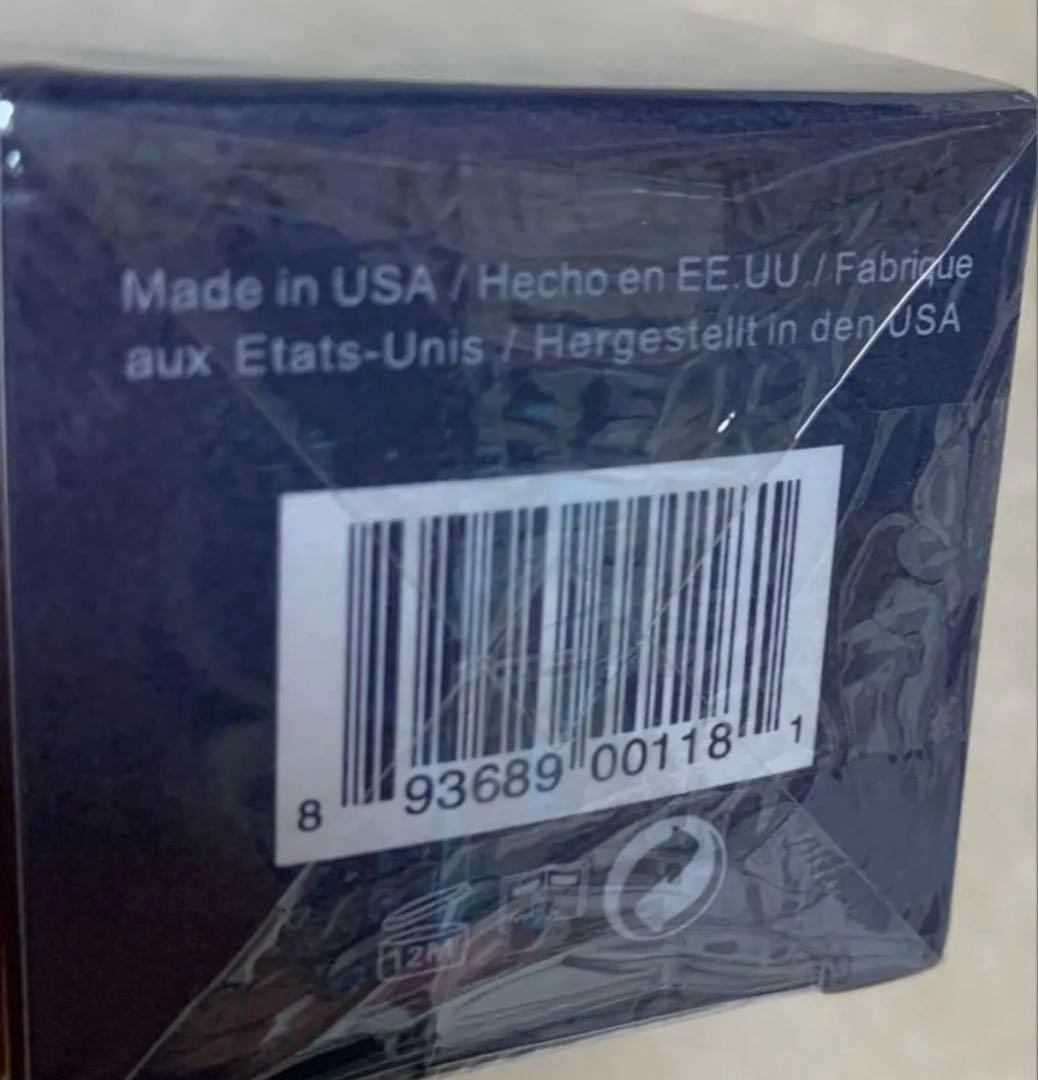 Made in USA / Hecho en EE.UU / Fabrique
aux Etats-Unis / Hergestellt in den USA
8 93689 00118 1
12M